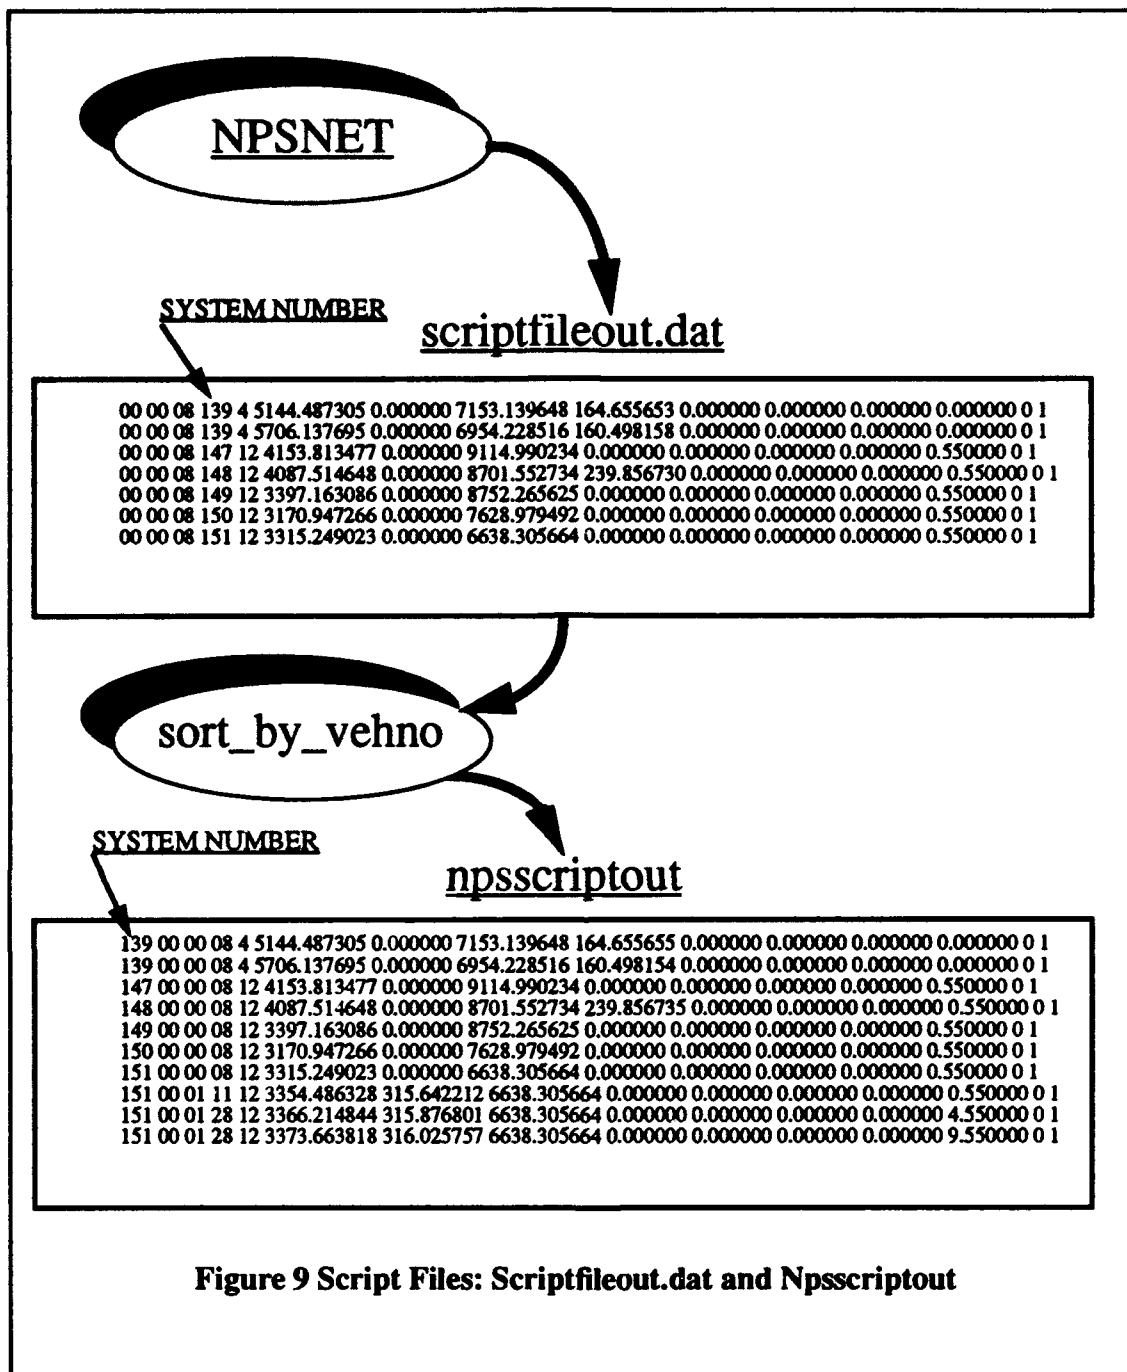 NPSNET
SYSTEM NUMBER
scriptfileout.dat
00 00 08 139 4 5144.487305 0.000000 7153.139648 164.655653 0.000000 0.000000 0.000000 0.000000 0 1
00 00 08 139 4 5706.137695 0.000000 6954.228516 160.498158 0.000000 0.000000 0.000000 0.000000 0 1
00 00 08 147 12 4153.813477 0.000000 9114.990234 0.000000 0.000000 0.000000 0.000000 0.550000 0 1
00 00 08 148 12 4087.514648 0.000000 8701.552734 239.856730 0.000000 0.000000 0.000000 0.550000 0 1
00 00 08 149 12 3397.163086 0.000000 8752.265625 0.000000 0.000000 0.000000 0.000000 0.550000 0 1
00 00 08 150 12 3170.947266 0.000000 7628.979492 0.000000 0.000000 0.000000 0.000000 0.550000 0 1
00 00 08 151 12 3315.249023 0.000000 6638.305664 0.000000 0.000000 0.000000 0.000000 0.550000 0 1
sort_by_vehno
SYSTEM NUMBER
npsscriptout
139 00 00 08 4 5144.487305 0.000000 7153.139648 164.655655 0.000000 0.000000 0.000000 0.000000 0 1
139 00 00 08 4 5706.137695 0.000000 6954.228516 160.498154 0.000000 0.000000 0.000000 0.000000 0 1
147 00 00 08 12 4153.813477 0.000000 9114.990234 0.000000 0.000000 0.000000 0.000000 0.550000 0 1
148 00 00 08 12 4087.514648 0.000000 8701.552734 239.856735 0.000000 0.000000 0.000000 0.550000 0 1
149 00 00 08 12 3397.163086 0.000000 8752.265625 0.000000 0.000000 0.000000 0.000000 0.550000 0 1
150 00 00 08 12 3170.947266 0.000000 7628.979492 0.000000 0.000000 0.000000 0.000000 0.550000 0 1
151 00 00 08 12 3315.249023 0.000000 6638.305664 0.000000 0.000000 0.000000 0.000000 0.550000 0 1
151 00 01 11 12 3354.486328 315.642212 6638.305664 0.000000 0.000000 0.000000 0.000000 0.550000 0 1
151 00 01 28 12 3366.214844 315.876801 6638.305664 0.000000 0.000000 0.000000 0.000000 4.550000 0 1
151 00 01 28 12 3373.663818 316.025757 6638.305664 0.000000 0.000000 0.000000 0.000000 9.550000 0 1
Figure 9 Script Files: Scriptfileout.dat and Npsscriptout